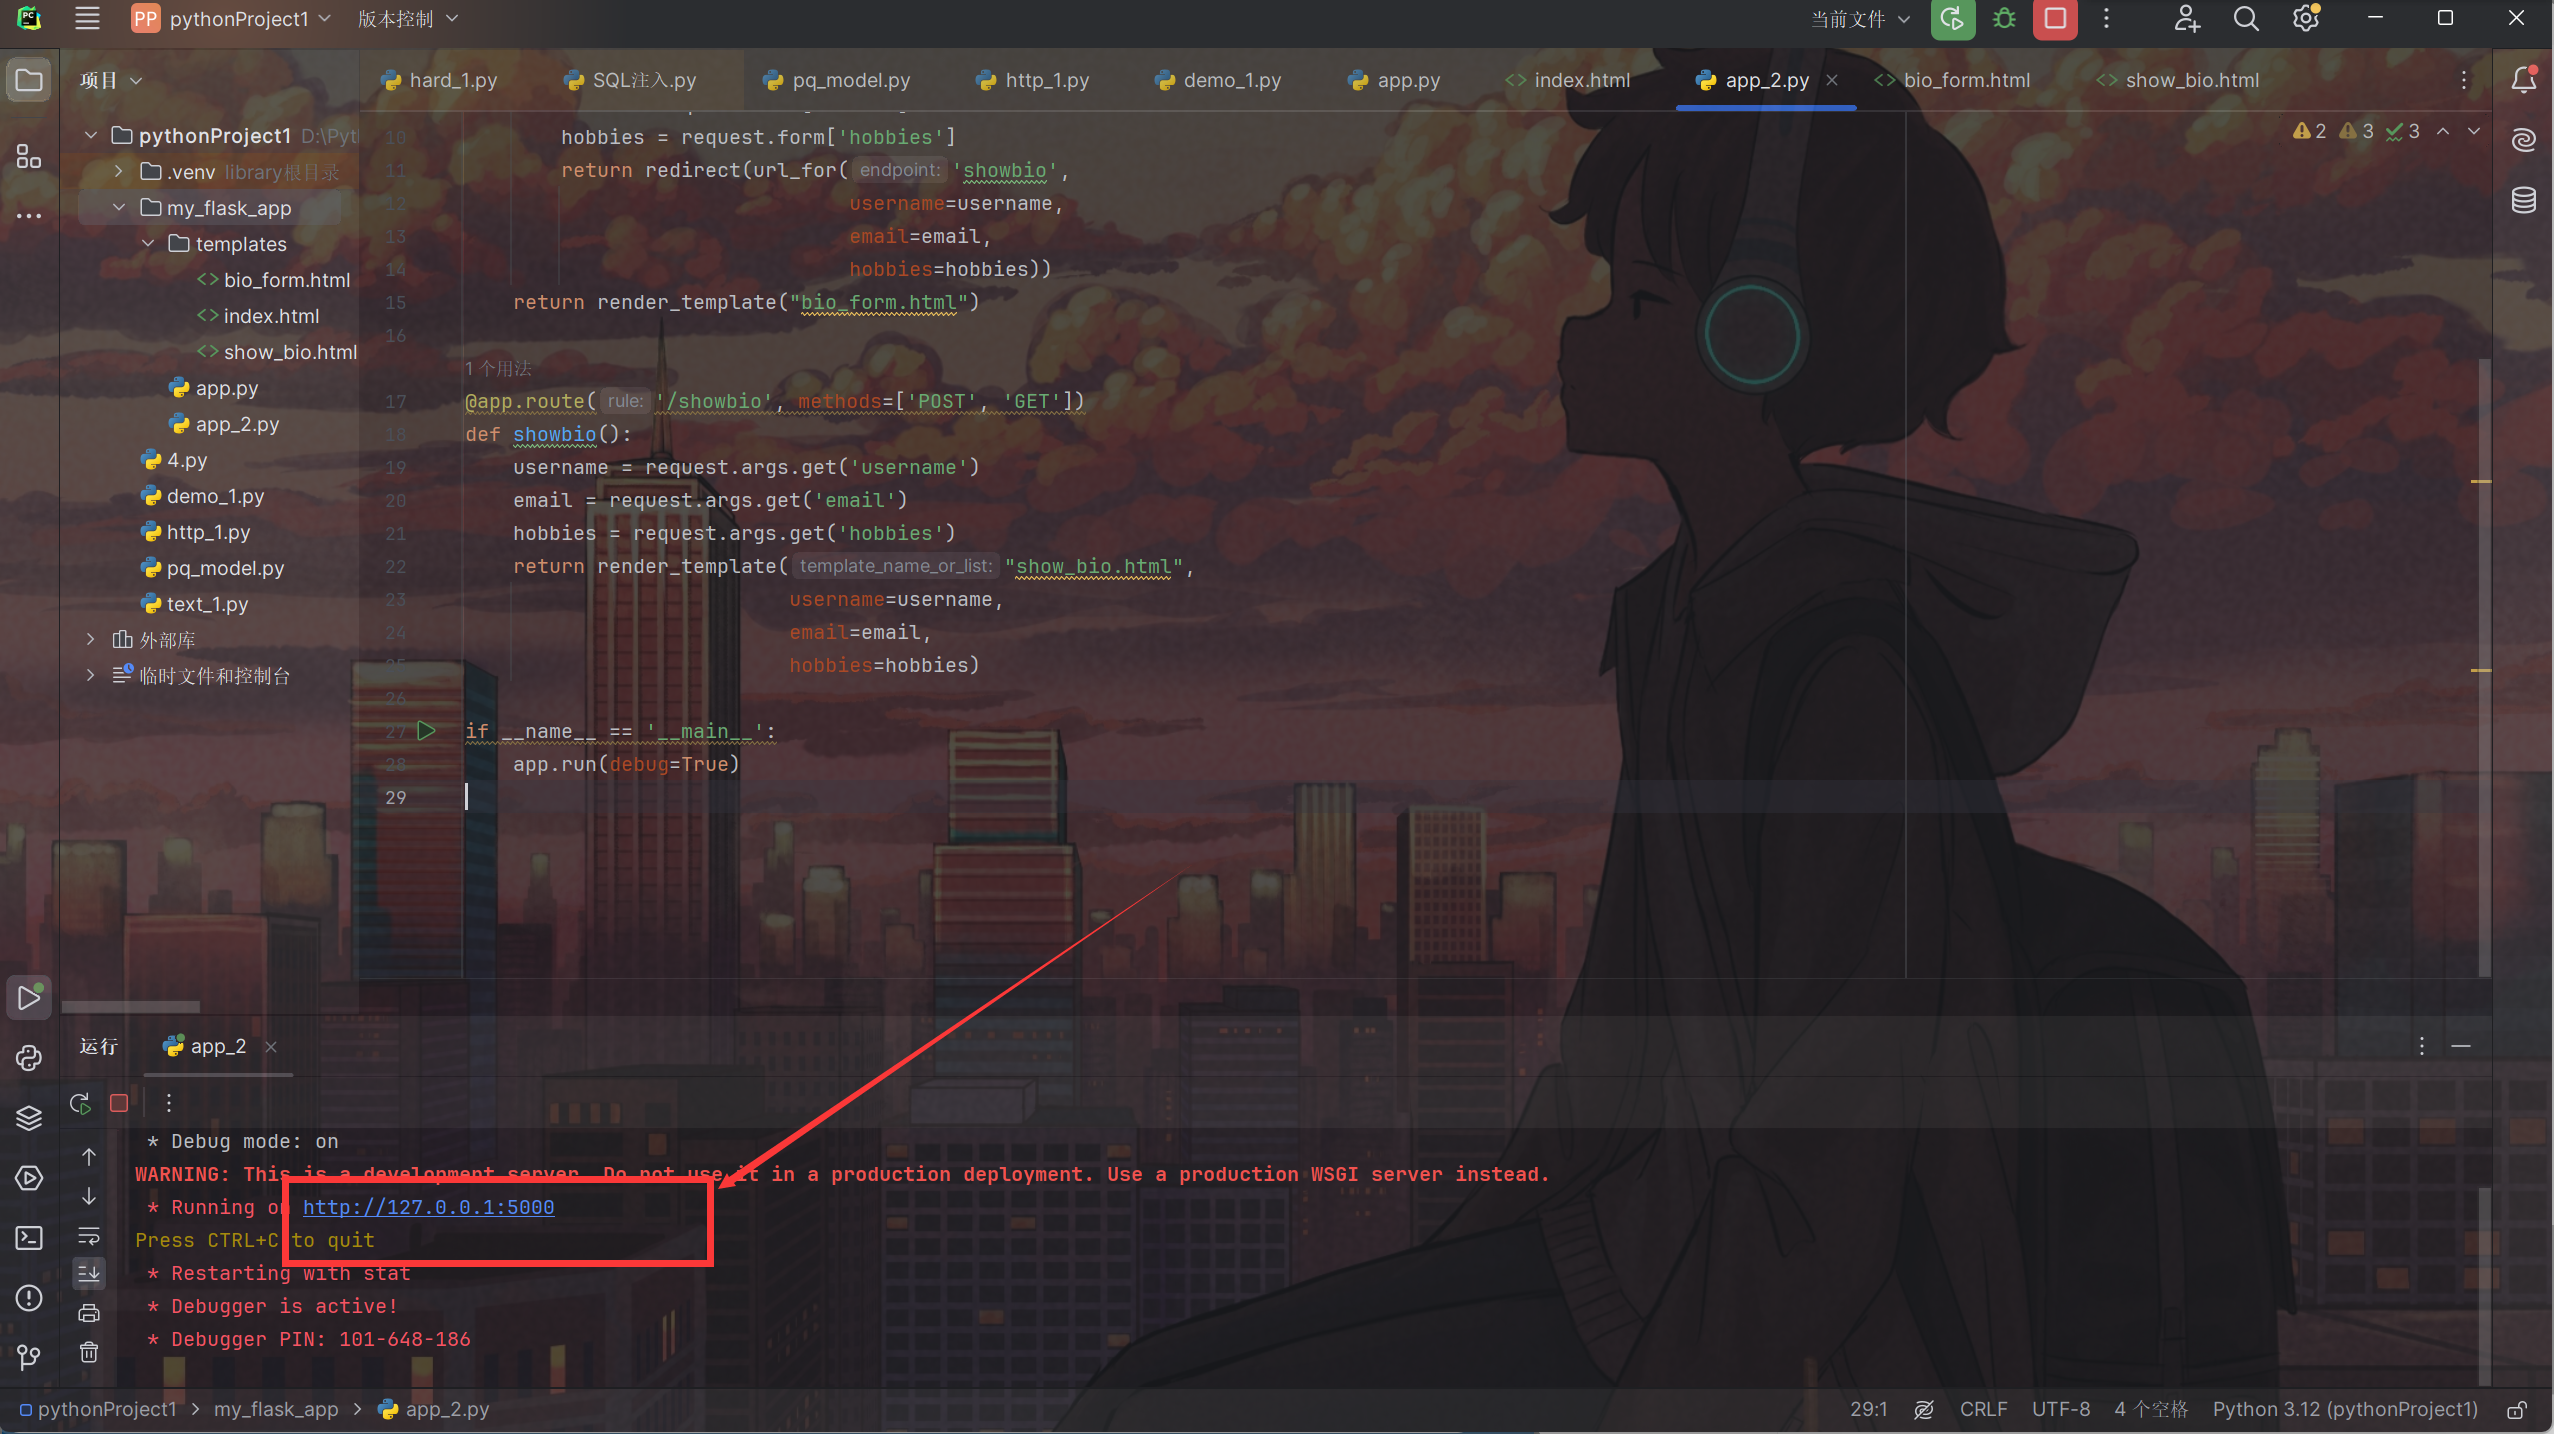 PP pythonProject1 版本控制 当前文件
项目
hard_1.py SQL注入.py pq_model.py http_1.py demo_1.py app.py index.html app_2.py bio_form.html show_bio.html
pythonProject1 D:\Pyt
.venv library根目录
my_flask_app
templates
bio_form.html
index.html
show_bio.html
app.py
app_2.py
4.py
demo_1.py
http_1.py
pq_model.py
text_1.py
外部库
临时文件和控制台
2 3 3
10 hobbies = request.form['hobbies']
11 return redirect(url_for( endpoint: 'showbio',
12 username=username,
13 email=email,
14 hobbies=hobbies))
15 return render_template("bio_form.html")
16
1 个用法
17 @app.route( rule: '/showbio', methods=['POST', 'GET'])
18 def showbio():
19 username = request.args.get('username')
20 email = request.args.get('email')
21 hobbies = request.args.get('hobbies')
22 return render_template( template_name_or_list: "show_bio.html",
23 username=username,
24 email=email,
25 hobbies=hobbies)
26
27 if __name__ == '__main__':
28 app.run(debug=True)
29
运行 app_2
* Debug mode: on
WARNING: This is a development server. Do not use it in a production deployment. Use a production WSGI server instead.
* Running on http://127.0.0.1:5000
Press CTRL+C to quit
* Restarting with stat
* Debugger is active!
* Debugger PIN: 101-648-186
pythonProject1 > my_flask_app > app_2.py 29:1 CRLF UTF-8 4 个空格 Python 3.12 (pythonProject1)